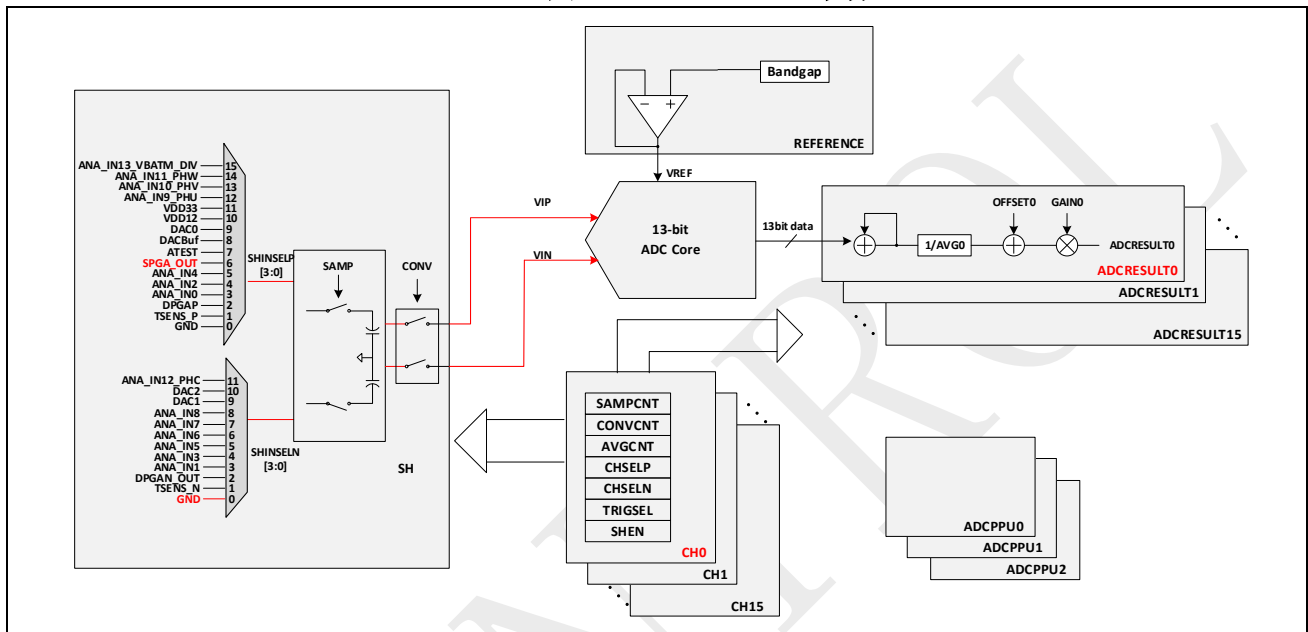 Bandgap
REFERENCE
VREF
ANA_IN13_VBATM_DIV 15
ANA_IN11_PHW 14
ANA_IN10_PHV 13
ANA_IN9_PHU 12
VDD33 11
VDD12 10
DAC0 9
DACBuf 8
ATEST 7
SPGA_OUT 6
ANA_IN4 5
ANA_IN2 4
ANA_IN0 3
DPGAP 2
TSENS_P 1
GND 0
SHINSELP
[3:0]
SAMP
CONV
VIP
VIN
13-bit
ADC Core
13bit data
1/AVG0
OFFSET0
GAIN0
ADCRESULT0
ADCRESULT0
ADCRESULT1
ADCRESULT15
ANA_IN12_PHC 11
DAC2 10
DAC1 9
ANA_IN8 8
ANA_IN7 7
ANA_IN6 6
ANA_IN5 5
ANA_IN3 4
ANA_IN1 3
DPGAN_OUT 2
TSENS_N 1
GND 0
SHINSELN
[3:0]
SH
SAMPCNT
CONVCNT
AVGCNT
CHSELP
CHSELN
TRIGSEL
SHEN
CH0
CH1
CH15
ADCPPU0
ADCPPU1
ADCPPU2